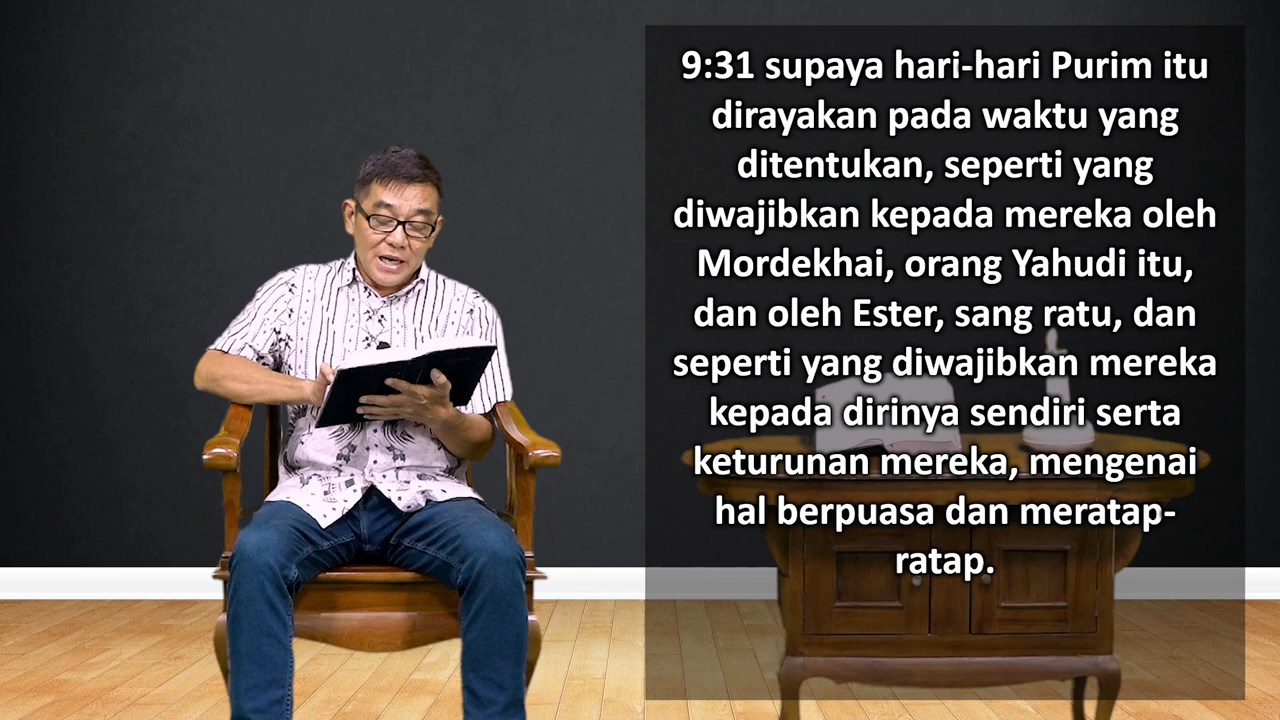 9:31 supaya hari-hari Purim itu
dirayakan pada waktu yang
ditentukan, seperti yang
diwajibkan kepada mereka oleh
Mordekhai, orang Yahudi itu,
dan oleh Ester, sang ratu, dan
seperti yang diwajibkan mereka
kepada dirinya sendiri serta
keturunan mereka, mengenai
hal berpuasa dan meratap-
ratap.